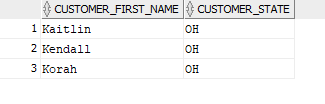 CUSTOMER_FIRST_NAME CUSTOMER_STATE
1 Kaitlin OH
2 Kendall OH
3 Korah OH